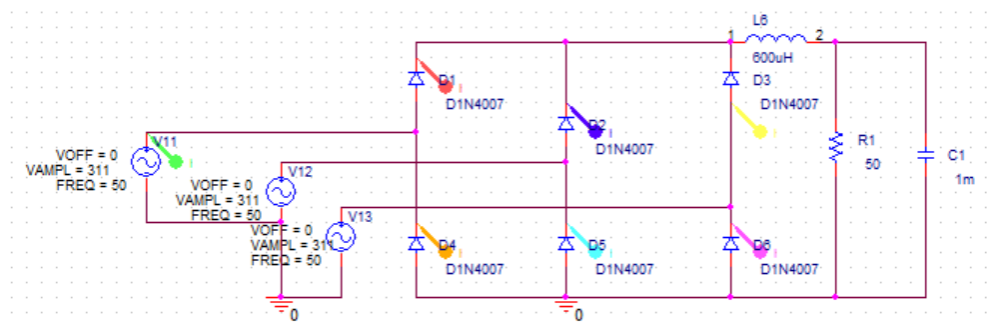 L6
1 2
600uH
D1
D1N4007
D3
D1N4007
D2
D1N4007
V11
VOFF = 0
VAMPL = 311
FREQ = 50
V12
VOFF = 0
VAMPL = 311
FREQ = 50
V13
VOFF = 0
VAMPL = 311
FREQ = 50
R1
50
C1
1m
D4
D1N4007
D5
D1N4007
D6
D1N4007
0
0